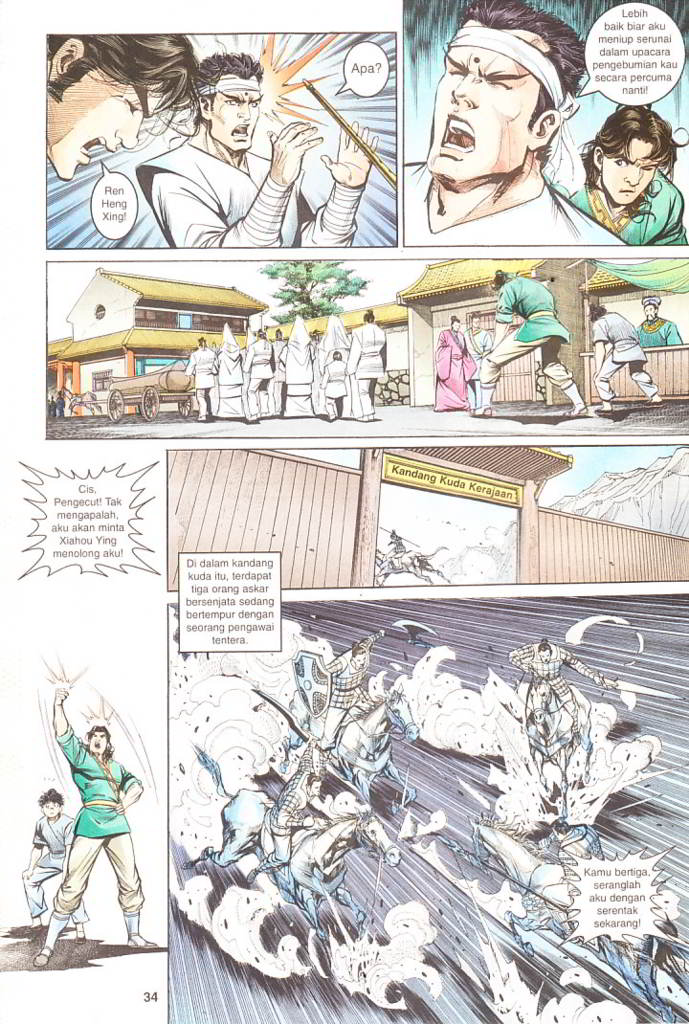 Ren
Heng
Xing!
Apa?
Lebih
baik biar aku
meniup serunai
dalam upacara
pengebumian kau
secara percuma
nanti!
Cis,
Pengecut! Tak
mengapalah,
aku akan minta
Xiahou Ying
menolong aku!
Kandang Kuda Kerajaan
Di dalam kandang
kuda itu, terdapat
tiga orang askar
bersenjata sedang
bertempur dengan
seorang pengawai
tentera.
Kamu bertiga,
seranglah
aku dengan
serentak
sekarang!
34